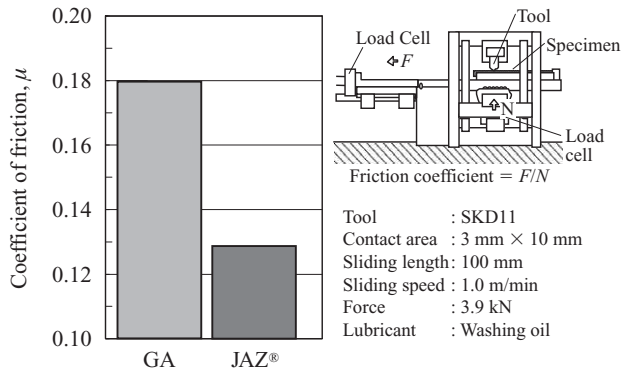 Coefficient of friction, μ
0.20
0.18
0.16
0.14
0.12
0.10
GA
JAZ®
Tool
Load Cell
Specimen
F
N
Load
cell
Friction coefficient = F/N
Tool : SKD11
Contact area : 3 mm × 10 mm
Sliding length : 100 mm
Sliding speed : 1.0 m/min
Force : 3.9 kN
Lubricant : Washing oil